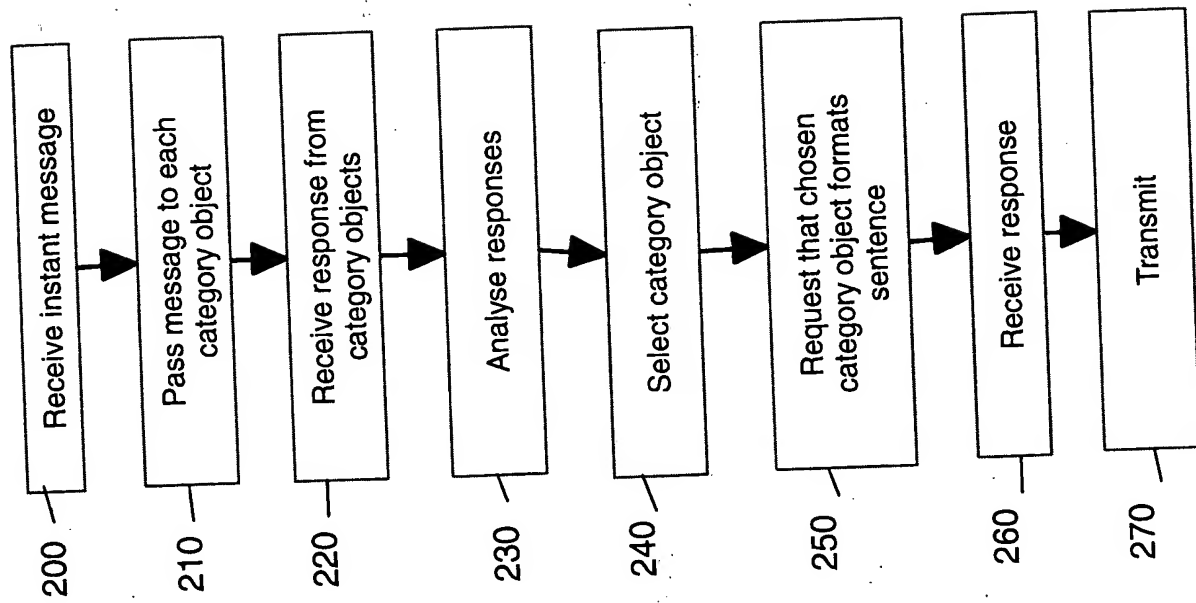 200
Receive instant message
210
Pass message to each
category object
220
Receive response from
category objects
230
Analyse responses
240
Select category object
250
Request that chosen
category object formats
sentence
260
Receive response
270
Transmit